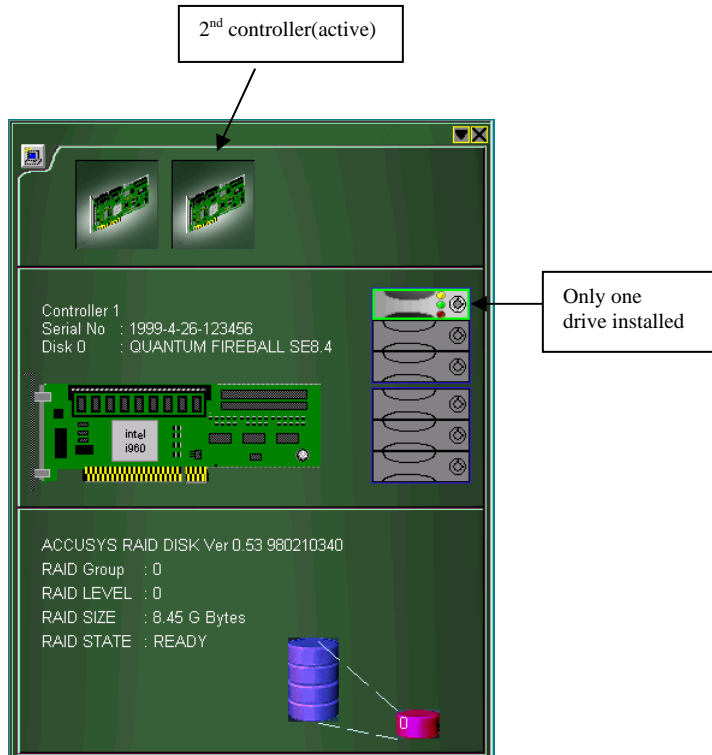 2nd controller(active)
Controller 1
Serial No : 1999-4-26-123456
Disk 0 : QUANTUM FIREBALL SE8.4
Only one
drive installed
intel
i960
ACCUSYS RAID DISK Ver 0.53 980210340
RAID Group : 0
RAID LEVEL : 0
RAID SIZE : 8.45 G Bytes
RAID STATE : READY
0